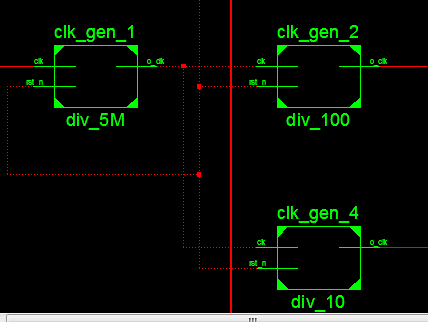 clk_gen_1
clk
o_clk
rst_n
div_5M
clk_gen_2
clk
o_clk
rst_n
div_100
clk_gen_4
clk
o_clk
rst_n
div_10